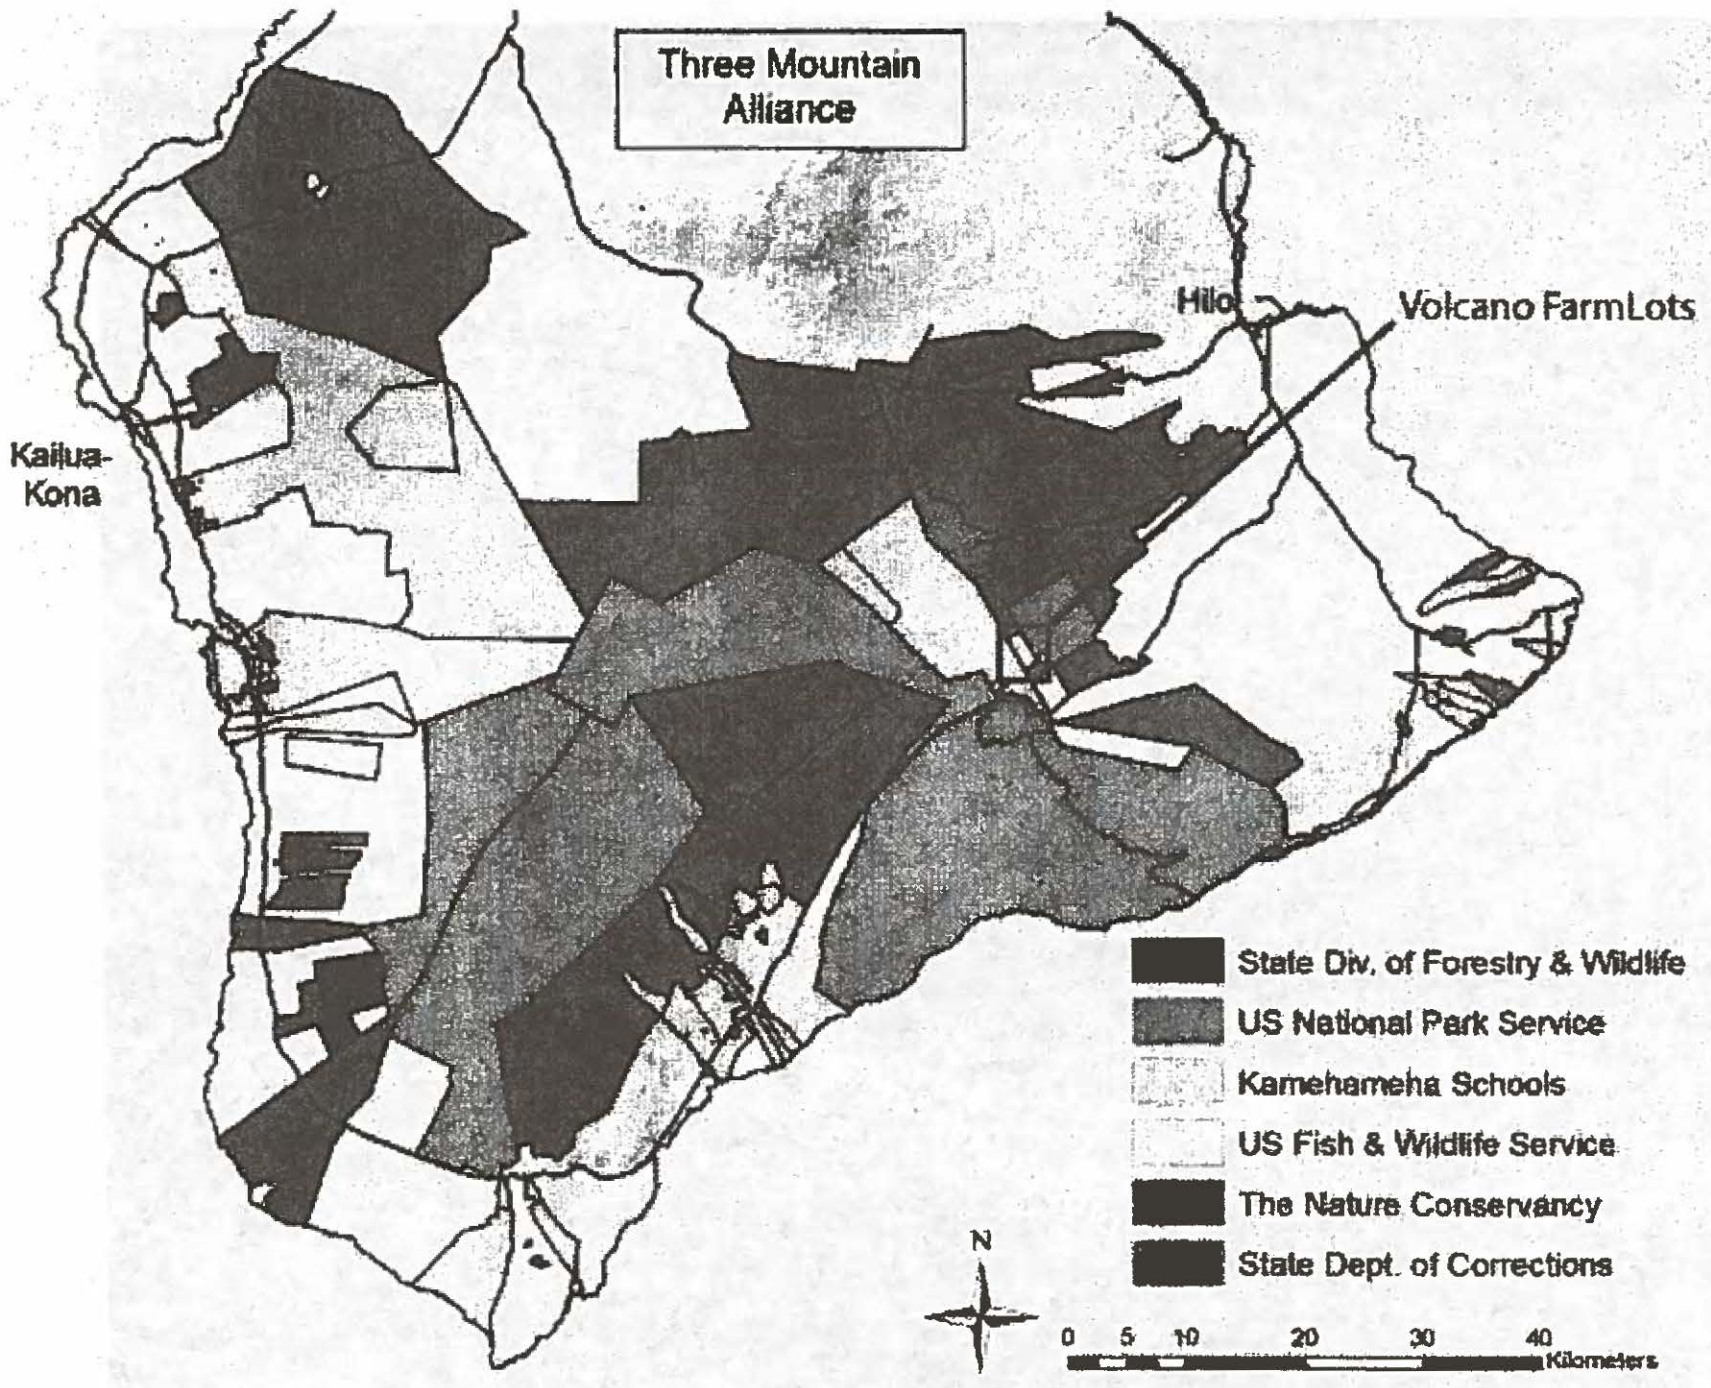 Three Mountain
Alliance
Hilo
Volcano FarmLots
Kailua-
Kona
State Div. of Forestry & Wildlife
US National Park Service
Kamehameha Schools
US Fish & Wildlife Service
The Nature Conservancy
State Dept. of Corrections
N
0 5 10 20 30 40
Kilometers